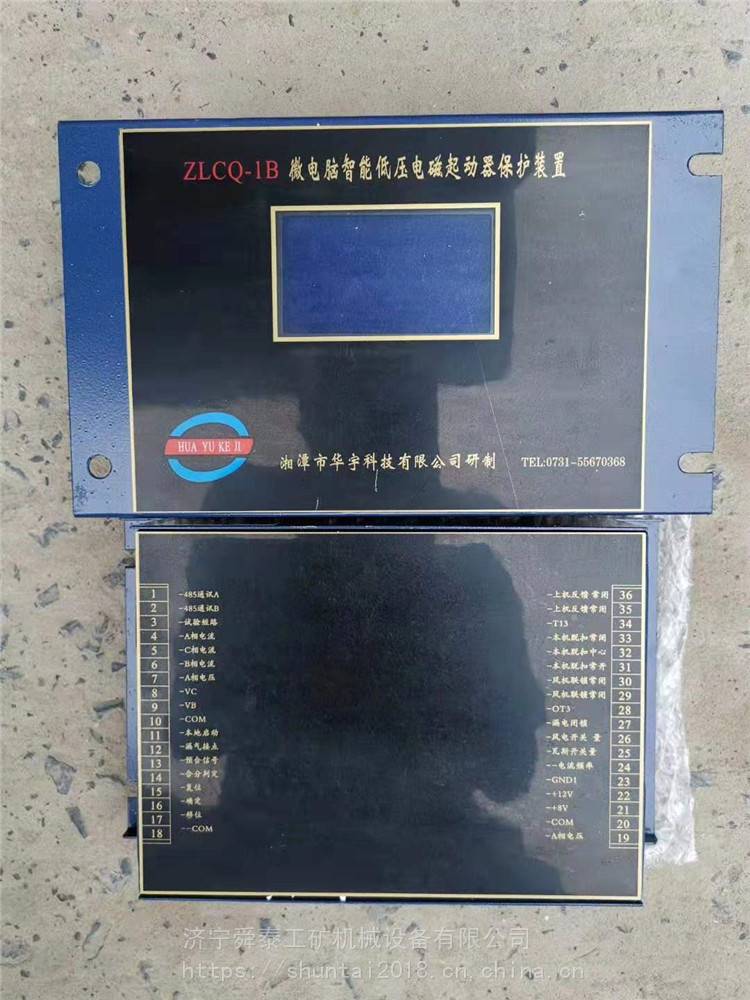 ZLCQ-1B 微电脑智能低压电磁起动器保护装置
HUA YU KE JI
湘潭市华宇科技有限公司研制 TEL:0731-55670368
1 -485通讯A
2 -485通讯B
3 -试验短路
4 -A相电流
5 -C相电流
6 -B相电流
7 -A相电压
8 -VC
9 -VB
10 -COM
11 -本地启动
12 -漏气接点
13 -预合信号
14 -合分判定
15 -复位
16 -确定
17 -移位
18 --COM
-上机反馈常闭 36
-上机反馈常闭 35
-T13 34
-本机脱扣常闭 33
-本机脱扣中心 32
-本机脱扣常开 31
-风机联锁常闭 30
-风机联锁常闭 29
-OT3 28
-漏电闭锁 27
-风电开关 量 26
-瓦斯开关量 25
--电流频率 24
-GND1 23
-+12V 22
-+8V 21
-COM 20
-A相电压 19
济宁舜泰工矿机械设备有限公司
https://shuntai2018.cn.china.cn/